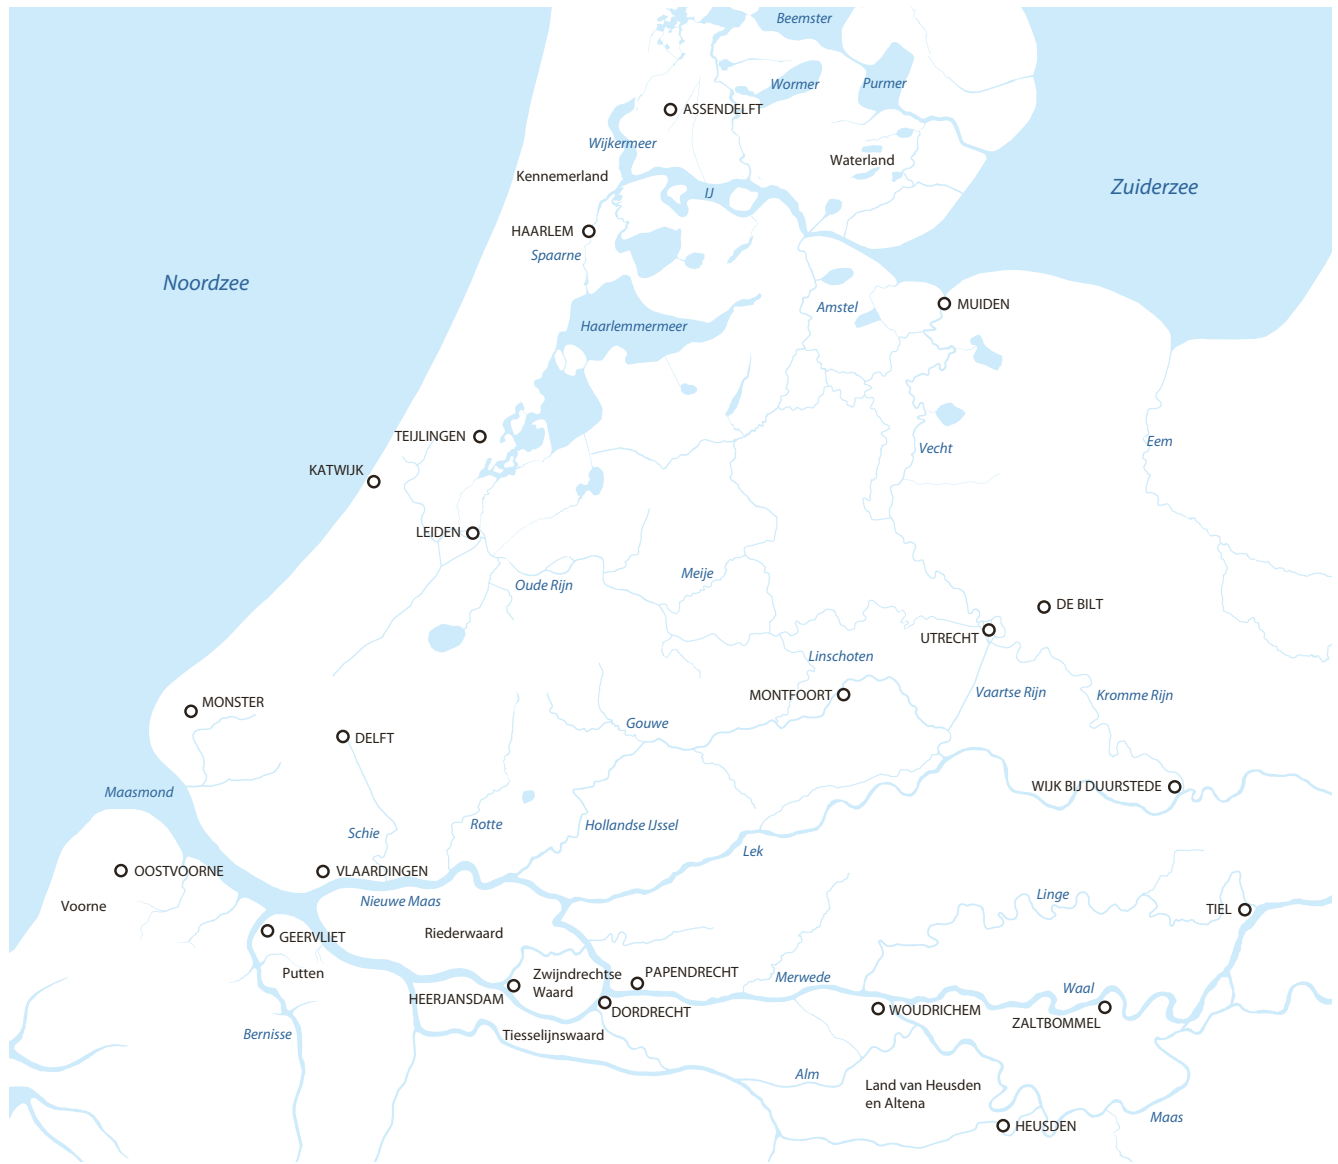 Beemster
Wormer
Purmer
ASSENDELFT
Wijkermeer
Waterland
Kennemerland
IJ
Zuiderzee
HAARLEM
Spaarne
Noordzee
Amstel
MUIDEN
Haarlemmermeer
TEIJLINGEN
Eem
Vecht
KATWIJK
LEIDEN
Meije
Oude Rijn
DE BILT
UTRECHT
Linschoten
MONTFOORT
Vaartse Rijn
Kromme Rijn
MONSTER
Gouwe
DELFT
WIJK BIJ DUURSTEDE
Maasmond
Schie
Rotte
Hollandse IJssel
Lek
OOSTVOORNE
VLAARDINGEN
Linge
Nieuwe Maas
Voorne
TIEL
GEERVLIET
Riederwaard
Putten
Zwijndrechtse
Waard
PAPENDRECHT
Merwede
Waal
HEERJANSDAM
DORDRECHT
WOUDRICHEM
ZALTBOMMEL
Bernisse
Tiesselijnswaard
Alm
Land van Heusden
en Altena
Maas
HEUSDEN